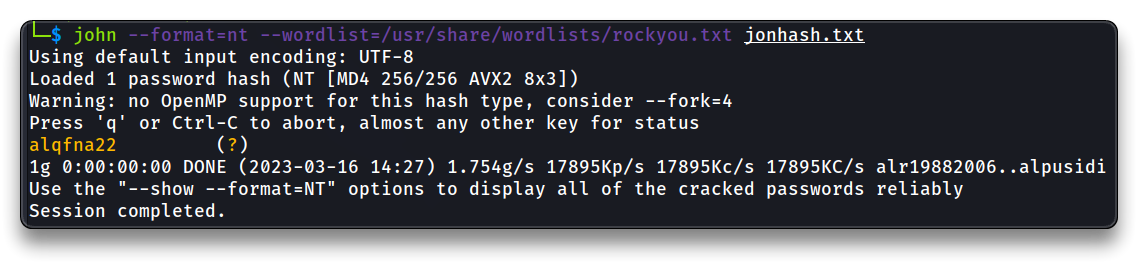 └─$ john --format=nt --wordlist=/usr/share/wordlists/rockyou.txt jonhash.txt
Using default input encoding: UTF-8
Loaded 1 password hash (NT [MD4 256/256 AVX2 8x3])
Warning: no OpenMP support for this hash type, consider --fork=4
Press 'q' or Ctrl-C to abort, almost any other key for status
alqfna22         (?)
1g 0:00:00:00 DONE (2023-03-16 14:27) 1.754g/s 17895Kp/s 17895Kc/s 17895KC/s alr19882006..alpusidi
Use the "--show --format=NT" options to display all of the cracked passwords reliably
Session completed.